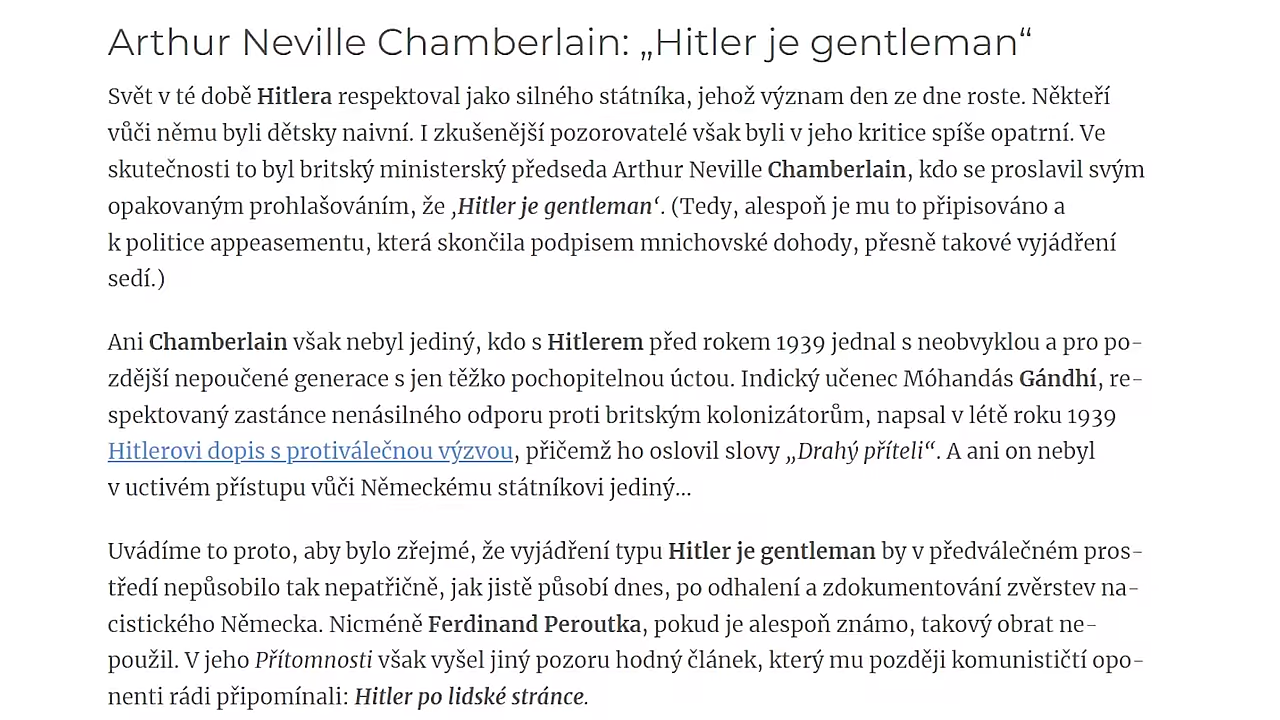 Arthur Neville Chamberlain: „Hitler je gentleman“
Svět v té době Hitlera respektoval jako silného státníka, jehož význam den ze dne roste. Někteří
vůči němu byli dětsky naivní. I zkušenější pozorovatelé však byli v jeho kritice spíše opatrní. Ve
skutečnosti to byl britský ministerský předseda Arthur Neville Chamberlain, kdo se proslavil svým
opakovaným prohlašováním, že ‚Hitler je gentleman‘. (Tedy, alespoň je mu to připisováno a
k politice appeasementu, která skončila podpisem mnichovské dohody, přesně takové vyjádření
sedí.)
Ani Chamberlain však nebyl jediný, kdo s Hitlerem před rokem 1939 jednal s neobvyklou a pro po-
zdější nepoučené generace s jen těžko pochopitelnou úctou. Indický učenec Móhandás Gándhí, re-
spektovaný zastánce nenásilného odporu proti britským kolonizátorům, napsal v létě roku 1939
Hitlerovi dopis s protiválečnou výzvou, přičemž ho oslovil slovy „Drahý příteli“. A ani on nebyl
v uctivém přístupu vůči Německému státníkovi jediný...
Uvádíme to proto, aby bylo zřejmé, že vyjádření typu Hitler je gentleman by v předválečném pros-
tředí nepůsobilo tak nepatřičně, jak jistě působí dnes, po odhalení a zdokumentování zvěrstev na-
cistického Německa. Nicméně Ferdinand Peroutka, pokud je alespoň známo, takový obrat ne-
použil. V jeho Přítomnosti však vyšel jiný pozoru hodný článek, který mu později komunističtí opo-
nenti rádi připomínali: Hitler po lidské stránce.